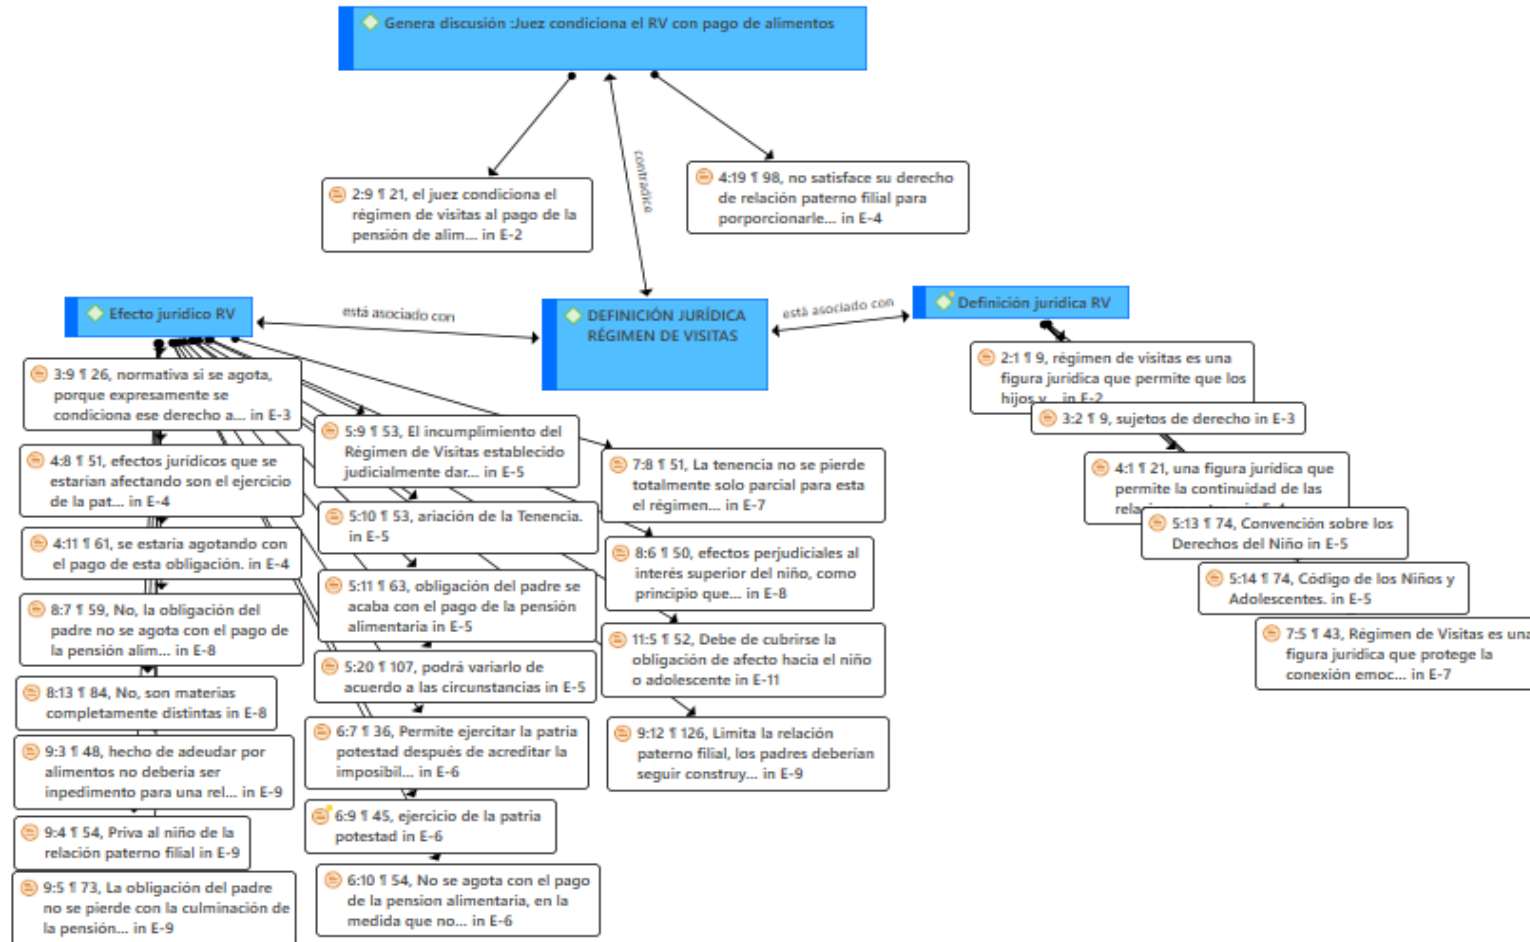 Genera discusión :Juez condiciona el RV con pago de alimentos
contradice
2:9 ¶ 21, el juez condiciona el
régimen de visitas al pago de la
pensión de alim... in E-2
4:19 ¶ 98, no satisface su derecho
de relación paterno filial para
porporcionarle... in E-4
Efecto jurídico RV
está asociado con
DEFINICIÓN JURÍDICA
RÉGIMEN DE VISITAS
está asociado con
Definición jurídica RV
3:9 ¶ 26, normativa si se agota,
porque expresamente se
condiciona ese derecho a... in E-3
4:8 ¶ 51, efectos jurídicos que se
estarían afectando son el ejercicio
de la pat... in E-4
4:11 ¶ 61, se estaría agotando con
el pago de esta obligación. in E-4
8:7 ¶ 59, No, la obligación del
padre no se agota con el pago de
la pensión alim... in E-8
8:13 ¶ 84, No, son materias
completamente distintas in E-8
9:3 ¶ 48, hecho de adeudar por
alimentos no debería ser
inpedimento para una rel... in E-9
9:4 ¶ 54, Priva al niño de la
relación paterno filial in E-9
9:5 ¶ 73, La obligación del padre
no se pierde con la culminación de
la pensión... in E-9
5:9 ¶ 53, El incumplimiento del
Régimen de Visitas establecido
judicialmente dar... in E-5
5:10 ¶ 53, ariación de la Tenencia.
in E-5
5:11 ¶ 63, obligación del padre se
acaba con el pago de la pensión
alimentaria in E-5
5:20 ¶ 107, podrá variarlo de
acuerdo a las circunstancias in E-5
6:7 ¶ 36, Permite ejercitar la patria
potestad después de acreditar la
imposibil... in E-6
6:9 ¶ 45, ejercicio de la patria
potestad in E-6
6:10 ¶ 54, No se agota con el pago
de la pension alimentaria, en la
medida que no... in E-6
7:8 ¶ 51, La tenencia no se pierde
totalmente solo parcial para esta
el régimen... in E-7
8:6 ¶ 50, efectos perjudiciales al
interés superior del niño, como
principio que... in E-8
11:5 ¶ 52, Debe de cubrirse la
obligación de afecto hacia el niño
o adolescente in E-11
9:12 ¶ 126, Limita la relación
paterno filial, los padres deberían
seguir construy... in E-9
2:1 ¶ 9, régimen de visitas es una
figura jurídica que permite que los
hijos y... in E-2
3:2 ¶ 9, sujetos de derecho in E-3
4:1 ¶ 21, una figura jurídica que
permite la continuidad de las
5:13 ¶ 74, Convención sobre los
Derechos del Niño in E-5
5:14 ¶ 74, Código de los Niños y
Adolescentes. in E-5
7:5 ¶ 43, Régimen de Visitas es una
figura jurídica que protege la
conexión emoc... in E-7